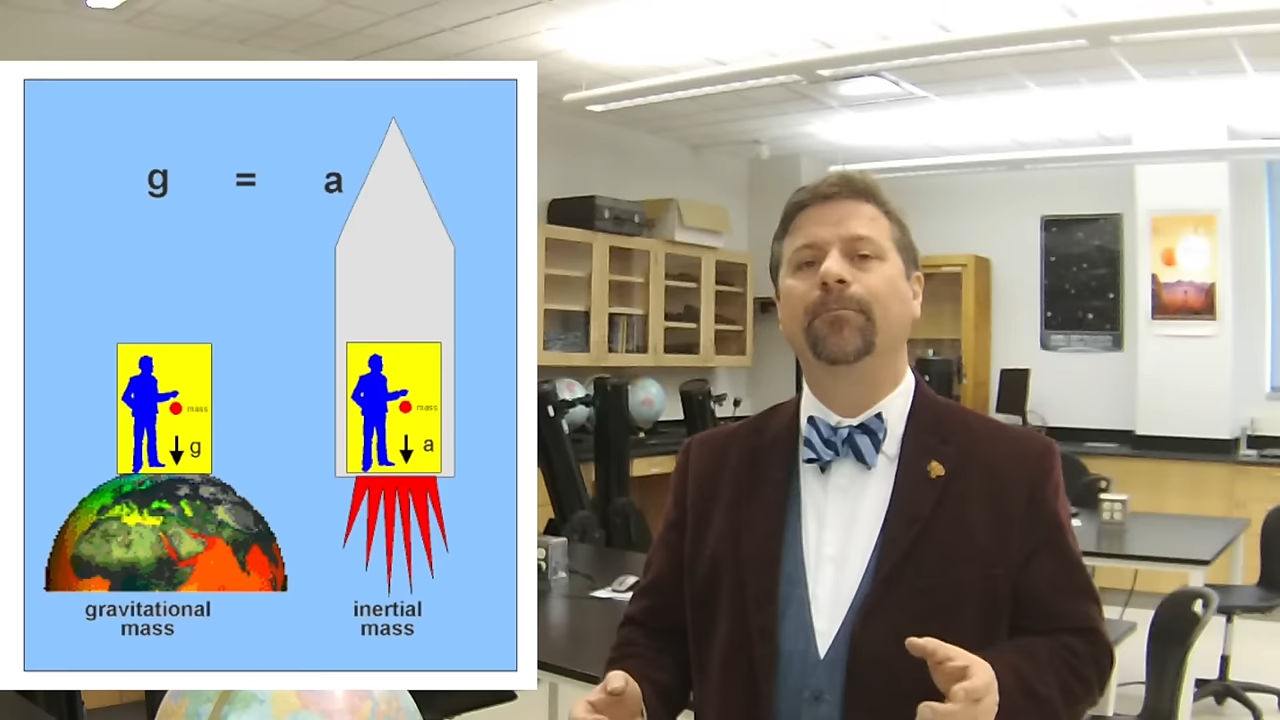 g = a
mass
g
mass
a
gravitational
mass
inertial
mass